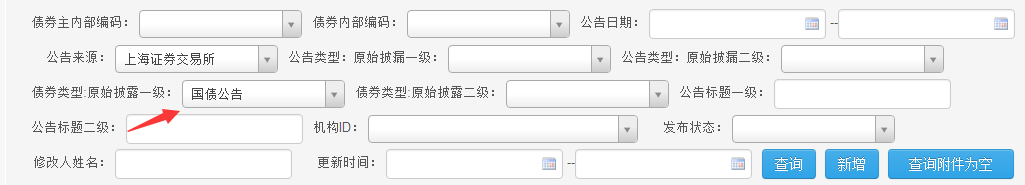 债券主内部编码： 债券内部编码： 公告日期： --
公告来源： 上海证券交易所 公告类型：原始披漏一级： 公告类型：原始披漏二级：
债券类型:原始披露一级： 国债公告 债券类型:原始披露二级： 公告标题一级：
公告标题二级： 机构ID： 发布状态：
修改人姓名： 更新时间： -- 查询 新增 查询附件为空